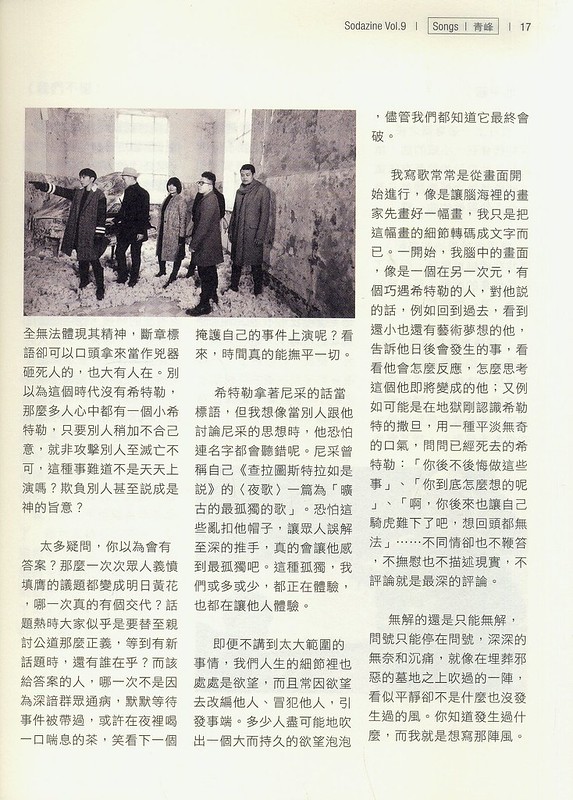 Sodazine Vol.9 | Songs | 青峰 | 17
全無法體現其精神，斷章標
語卻可以口頭拿來當作兇器
砸死人的，也大有人在。別
以為這個時代沒有希特勒，
那麼多人心中都有一個小希
特勒，只要別人稍加不合己
意，就非攻擊別人至滅亡不
可，這種事難道不是天天上
演嗎？欺負別人甚至説成是
神的旨意？
太多疑問，你以為會有
答案？那麼一次次眾人義憤
填膺的議題都變成明日黃花
，哪一次真的有個交代？話
題熱時大家似乎是要替至親
討公道那麼正義，等到有新
話題時，還有誰在乎？而該
給答案的人，哪一次不是因
為深諳群眾通病，默默等待
事件被帶過，或許在夜裡喝
一口喘息的茶，笑看下一個
掩護自己的事件上演呢？看
來，時間真的能撫平一切。
希特勒拿著尼采的話當
標語，但我想像當別人跟他
討論尼采的思想時，他恐怕
連名字都會聽錯呢。尼采曾
稱自己《查拉圖斯特拉如是
説》的〈夜歌〉一篇為「曠
古的最孤獨的歌」。恐怕這
些亂扣他帽子，讓眾人誤解
至深的推手，真的會讓他感
到最孤獨吧。這種孤獨，我
們或多或少，都正在體驗，
也都在讓他人體驗。
即便不講到太大範圍的
事情，我們人生的細節裡也
處處是欲望，而且常因欲望
去改編他人、冒犯他人，引
發事端。多少人盡可能地吹
出一個大而持久的欲望泡泡
，儘管我們都知道它最終會
破。
我寫歌常常是從畫面開
始進行，像是讓腦海裡的畫
家先畫好一幅畫，我只是把
這幅畫的細節轉碼成文字而
已。一開始，我腦中的畫面
，像是一個在另一次元，有
個巧遇希特勒的人，對他説
的話，例如回到過去，看到
還小也還有藝術夢想的他，
告訴他日後會發生的事，看
看他會怎麼反應，怎麼思考
這個他即將變成的他；又例
如可能是在地獄剛認識希勒
特的撒旦，用一種平淡無奇
的口氣，問問已經死去的希
特勒：「你後不後悔做這些
事」、「你到底怎麼想的呢
」、「啊，你後來也讓自己
騎虎難下了吧，想回頭都無
法」……不同情卻也不鞭笞
，不撫慰也不描述現實，不
評論就是最深的評論。
無解的還是只能無解，
問號只能停在問號，深深的
無奈和沉痛，就像在埋葬邪
惡的墓地之上吹過的一陣，
看似平靜卻不是什麼也沒發
生過的風。你知道發生過什
麼，而我就是想寫那陣風。